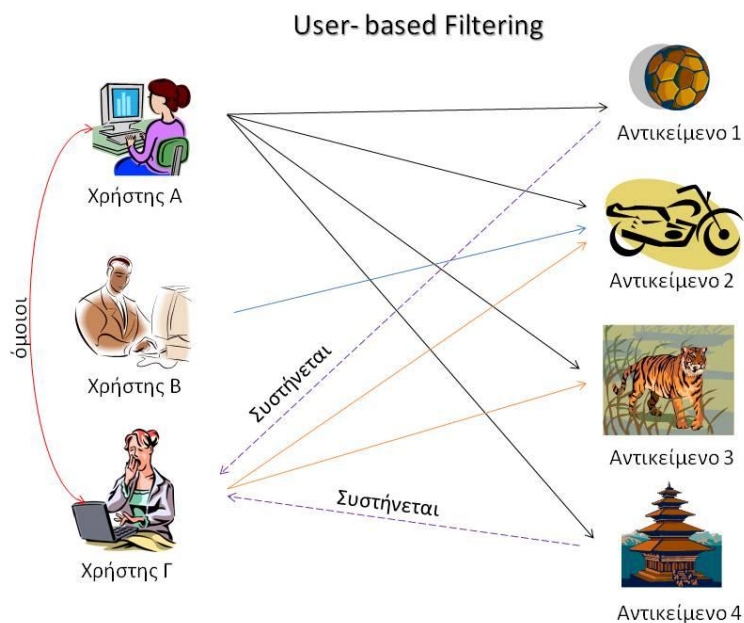 User- based Filtering
Αντικείμενο 1
Χρήστης Α
Αντικείμενο 2
όμοιοι
Χρήστης Β
Συστήνεται
Αντικείμενο 3
Συστήνεται
Χρήστης Γ
Αντικείμενο 4